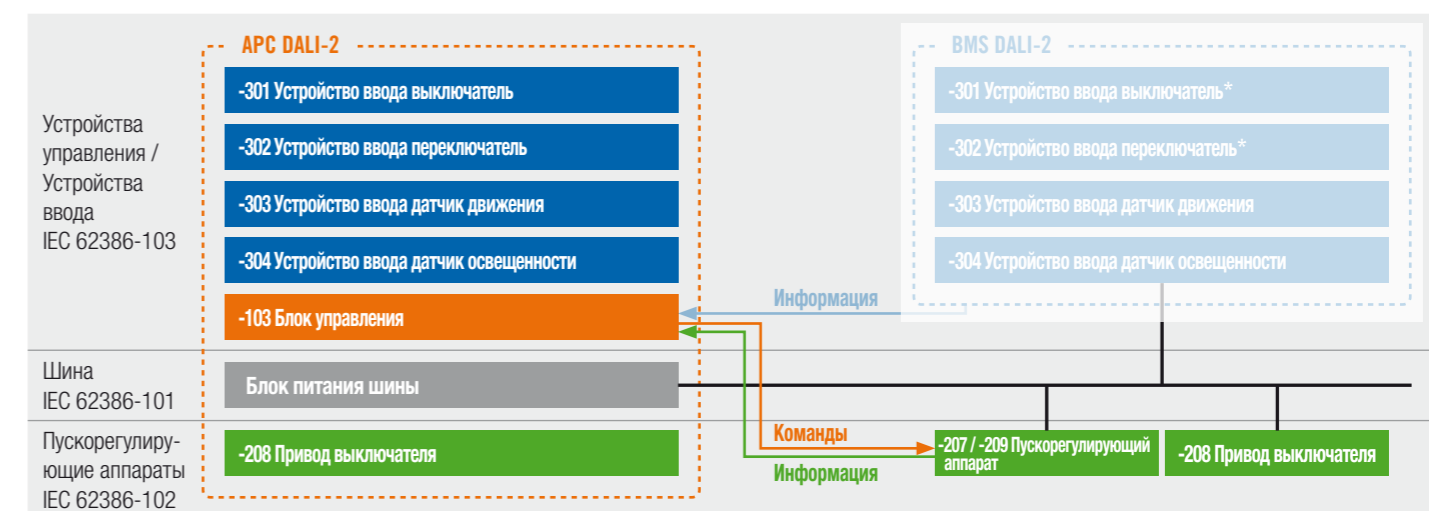 APC DALI-2
BMS DALI-2
Устройства
управления /
Устройства
ввода
IEC 62386-103
-301 Устройство ввода выключатель
-302 Устройство ввода переключатель
-303 Устройство ввода датчик движения
-304 Устройство ввода датчик освещенности
-103 Блок управления
-301 Устройство ввода выключатель*
-302 Устройство ввода переключатель*
-303 Устройство ввода датчик движения
-304 Устройство ввода датчик освещенности
Информация
Шина
IEC 62386-101
Блок питания шины
Пускорегулиру-
ющие аппараты
IEC 62386-102
-208 Привод выключателя
Команды
Информация
-207 / -209 Пускорегулирующий
аппарат
-208 Привод выключателя